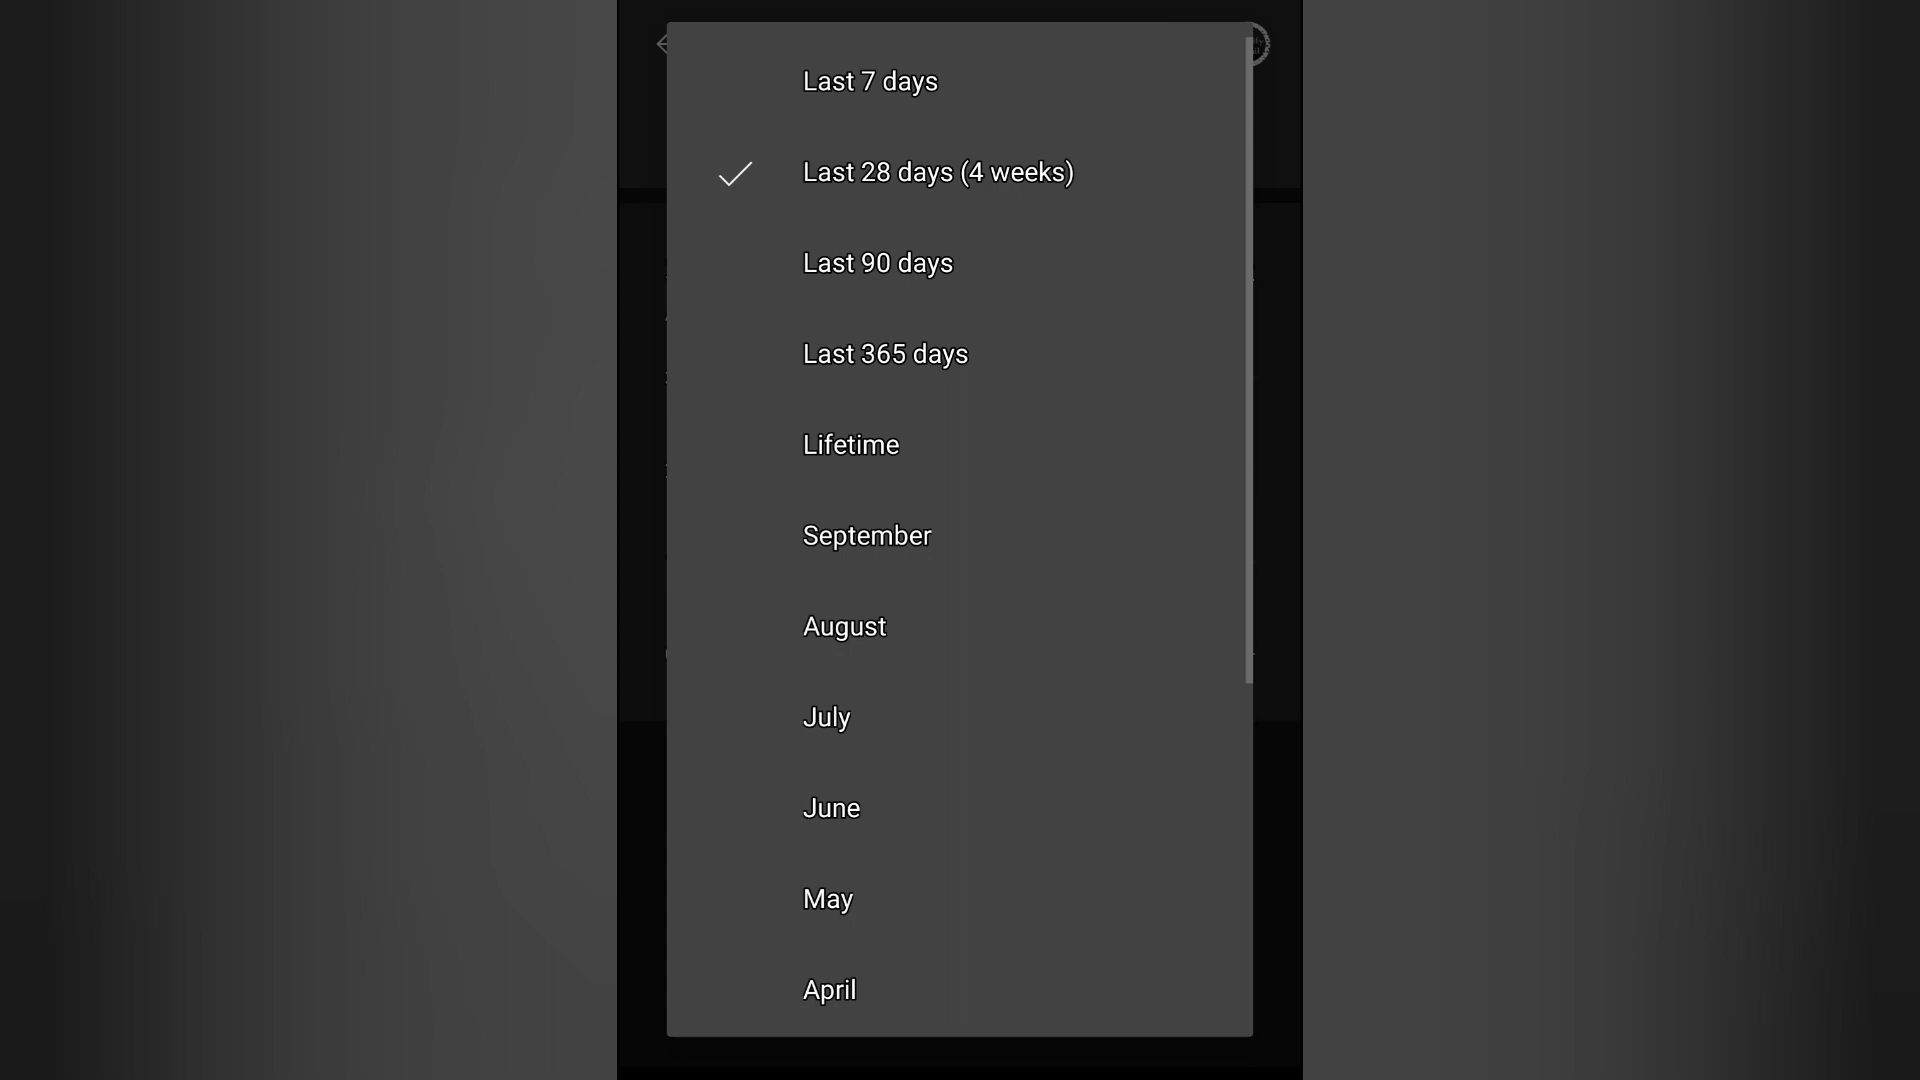 Last 7 days
Last 28 days (4 weeks)
Last 90 days
Last 365 days
Lifetime
September
August
July
June
May
April